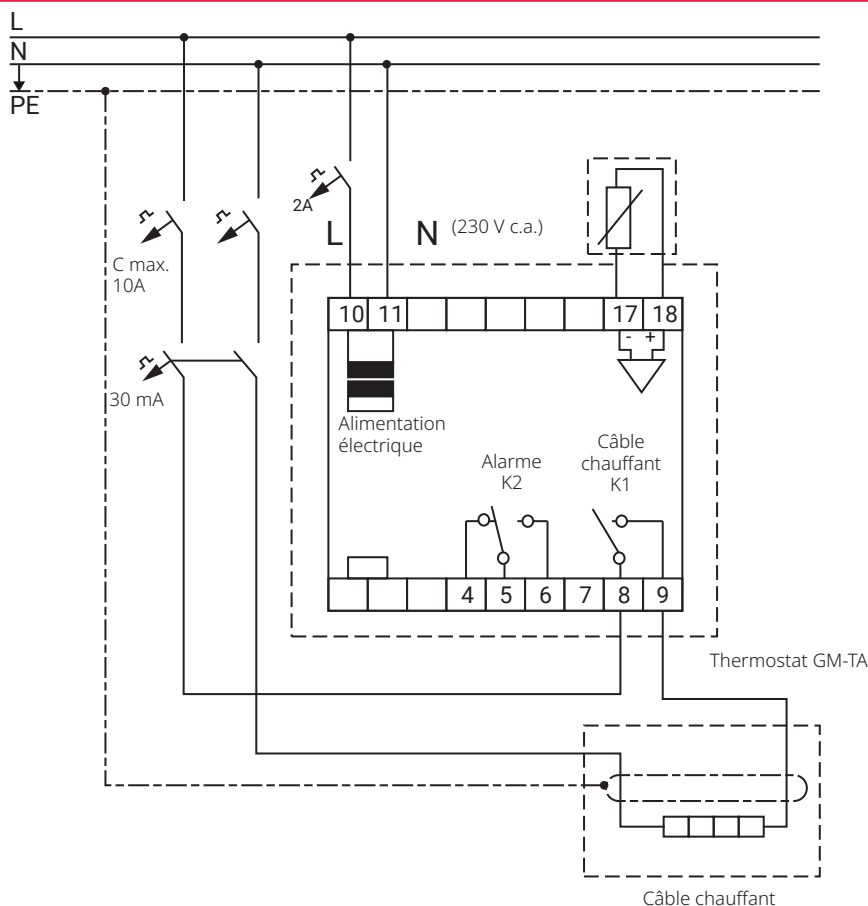 L
N
PE
2A
L
N
(230 V c.a.)
C max.
10A
10
11
17
18
- +
30 mA
Alimentation
électrique
Alarme
K2
Câble
chauffant
K1
4
5
6
7
8
9
Thermostat GM-TA
Câble chauffant